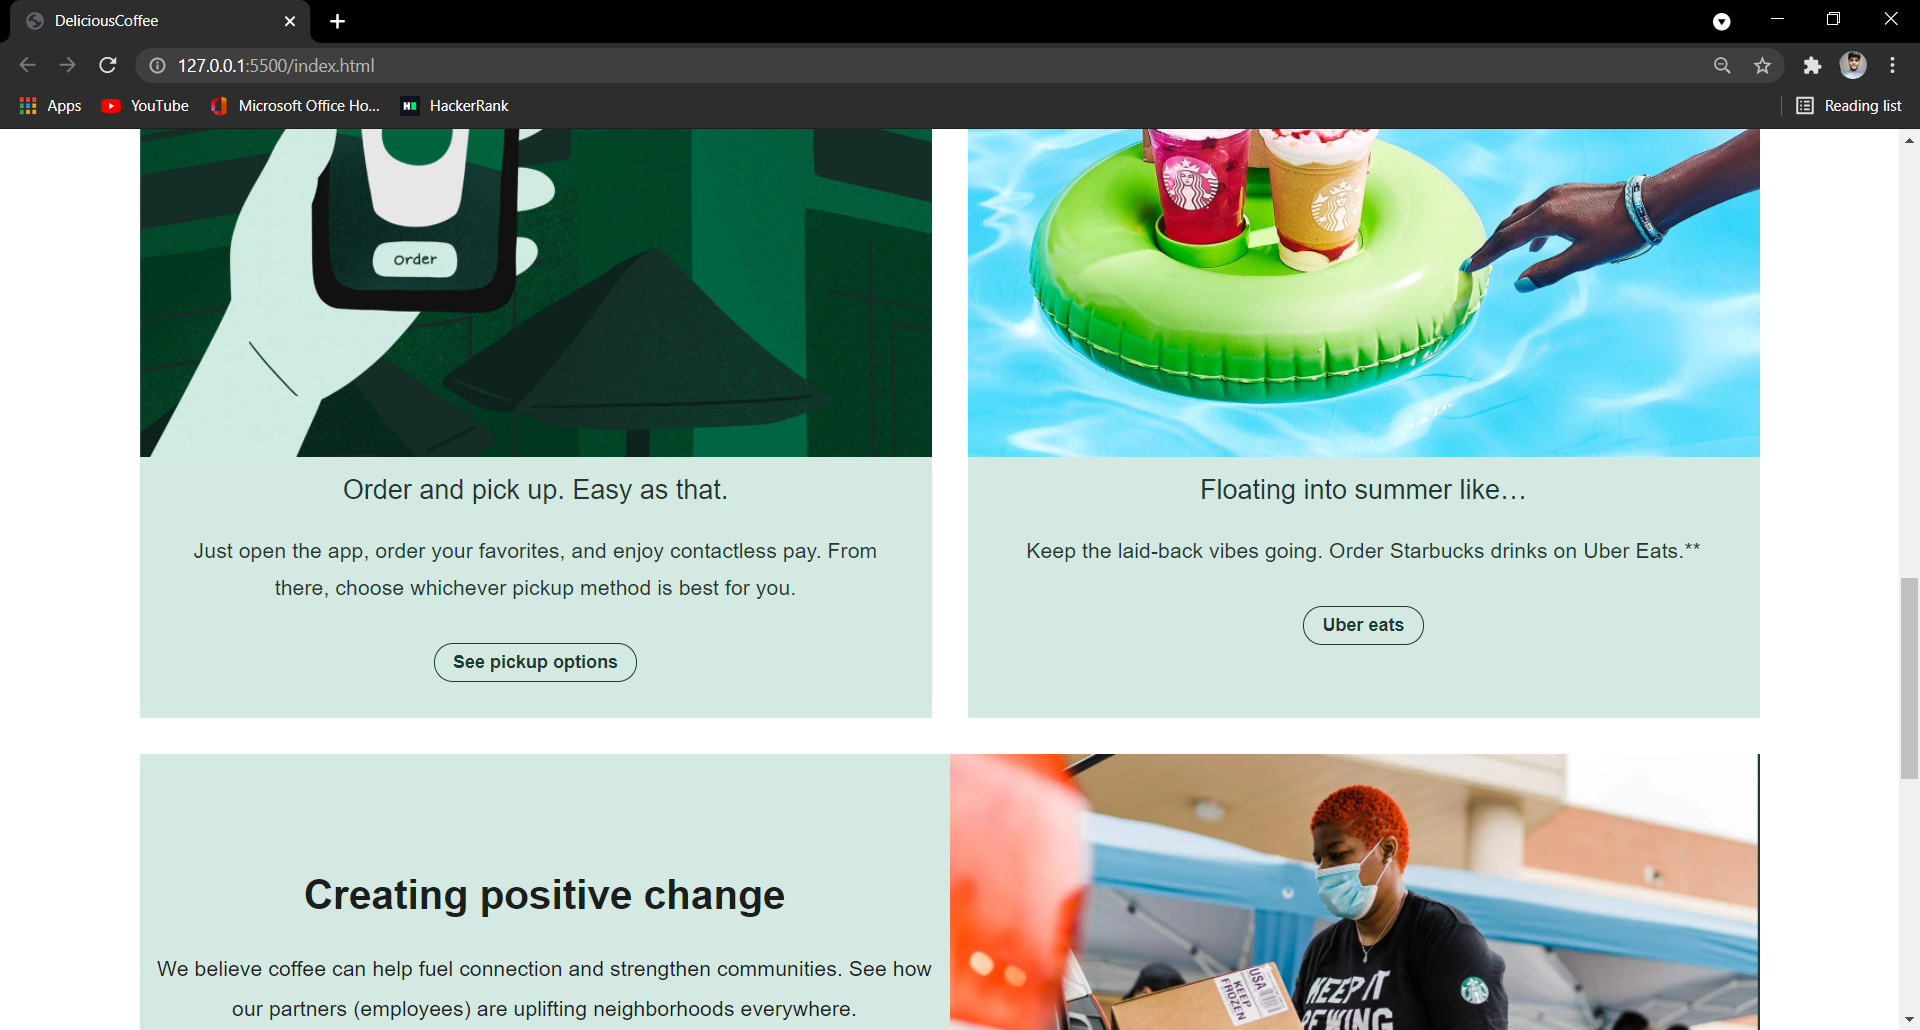 DeliciousCoffee
127.0.0.1:5500/index.html
Apps
YouTube
Microsoft Office Ho...
HackerRank
Reading list
Order
Order and pick up. Easy as that.
Just open the app, order your favorites, and enjoy contactless pay. From
there, choose whichever pickup method is best for you.
See pickup options
Floating into summer like…
Keep the laid-back vibes going. Order Starbucks drinks on Uber Eats.**
Uber eats
Creating positive change
We believe coffee can help fuel connection and strengthen communities. See how
our partners (employees) are uplifting neighborhoods everywhere.
USA
KEEP
FROZEN
KEEP IT
BREWING